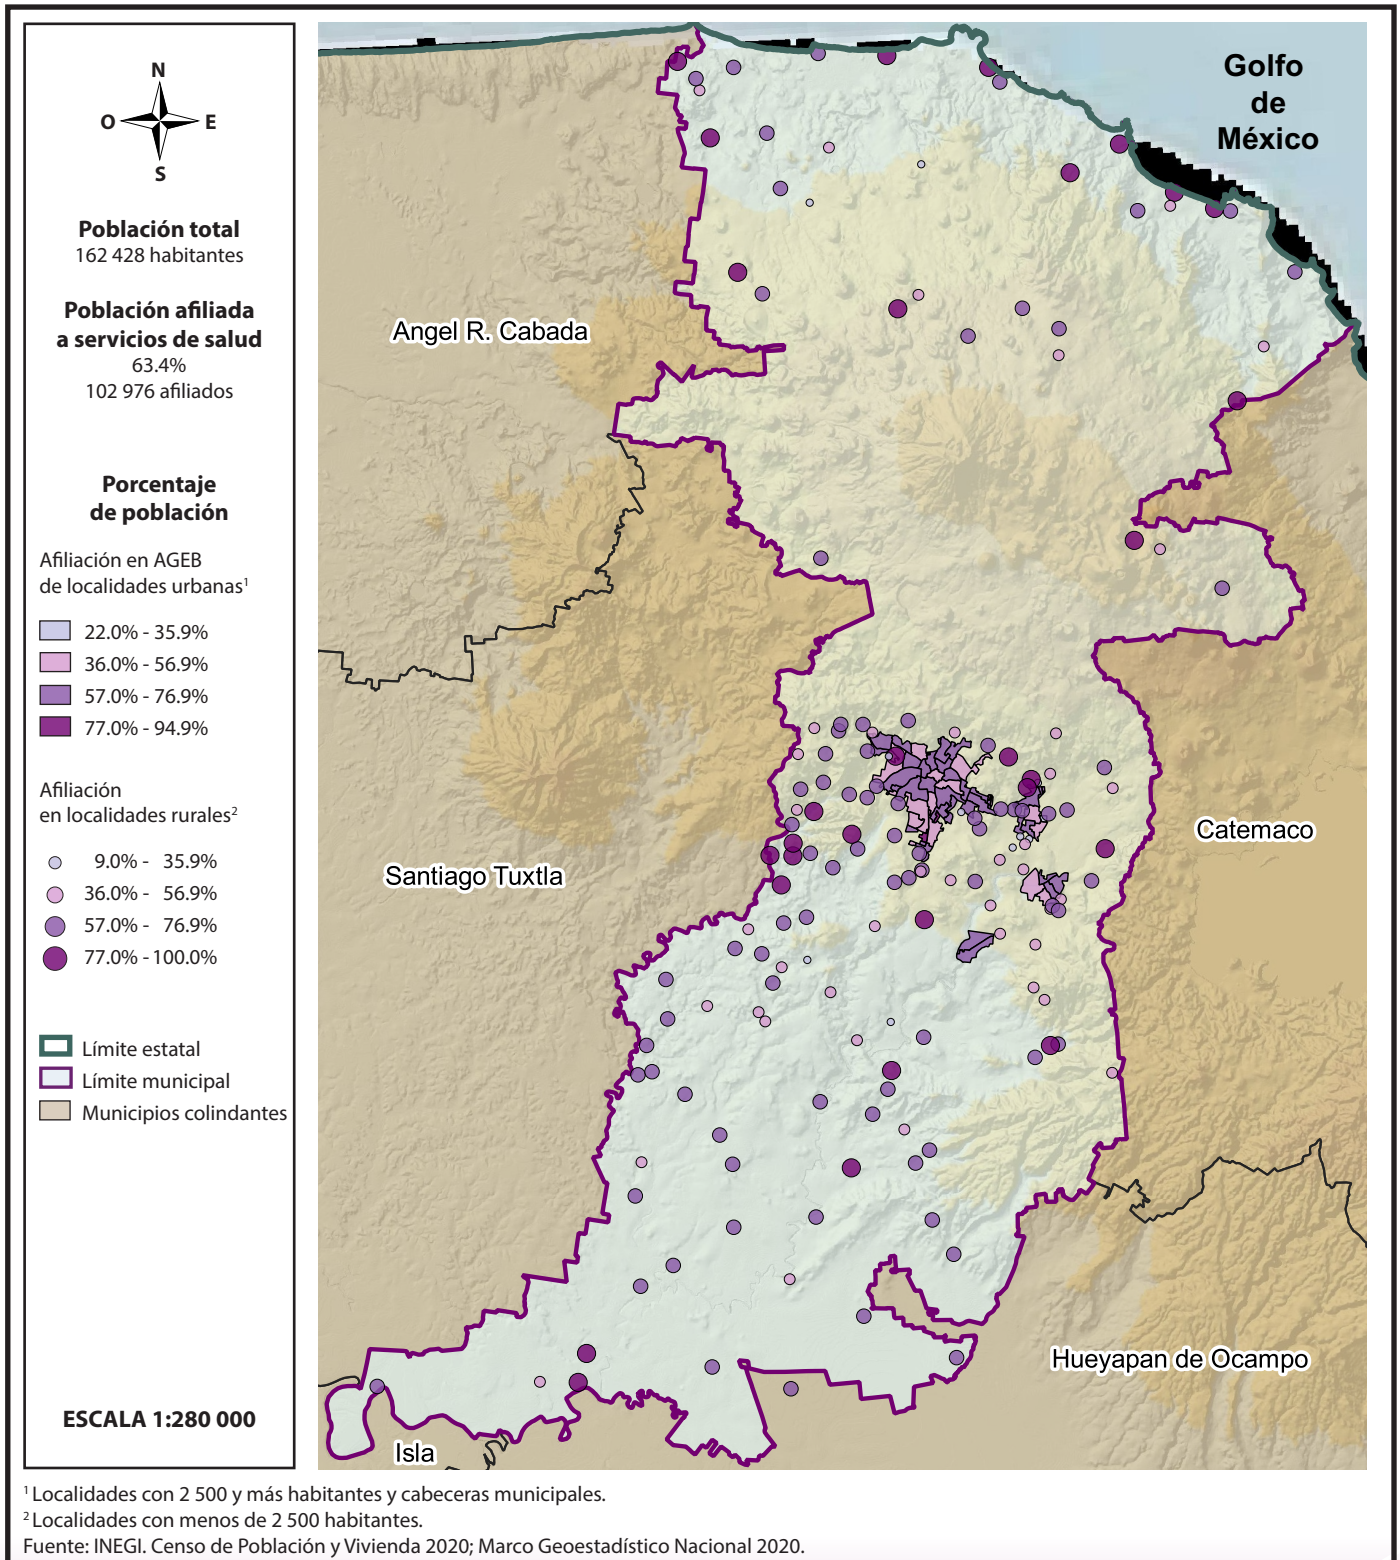 N
O
E
S
Población total
162 428 habitantes
Población afiliada
a servicios de salud
63.4%
102 976 afiliados
Porcentaje
de población
Afiliación en AGEB
de localidades urbanas¹
22.0% - 35.9%
36.0% - 56.9%
57.0% - 76.9%
77.0% - 94.9%
Afiliación
en localidades rurales²
9.0% - 35.9%
36.0% - 56.9%
57.0% - 76.9%
77.0% - 100.0%
Límite estatal
Límite municipal
Municipios colindantes
ESCALA 1:280 000
Golfo
de
México
Angel R. Cabada
Santiago Tuxtla
Catemaco
Hueyapan de Ocampo
Isla
¹ Localidades con 2 500 y más habitantes y cabeceras municipales.
² Localidades con menos de 2 500 habitantes.
Fuente: INEGI. Censo de Población y Vivienda 2020; Marco Geoestadístico Nacional 2020.